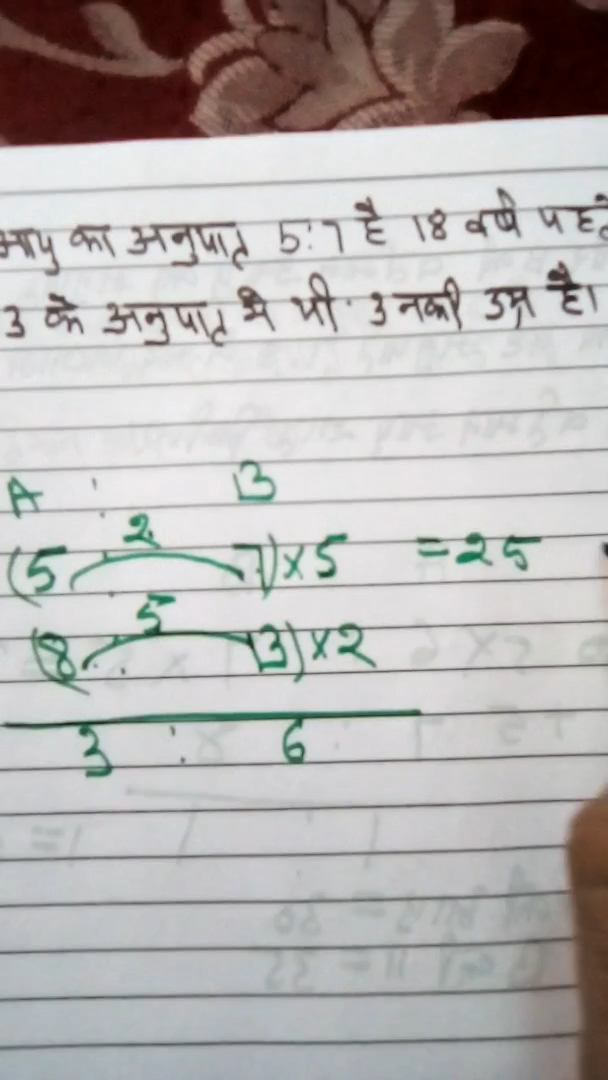 आयु का अनुपात 5:7 है 18 वर्ष पहले
3 के अनुपात मे थी. उनकी उम्र है।
A : B
2
(5 7)×5 =25
5
(8 13)×2
3 : 6